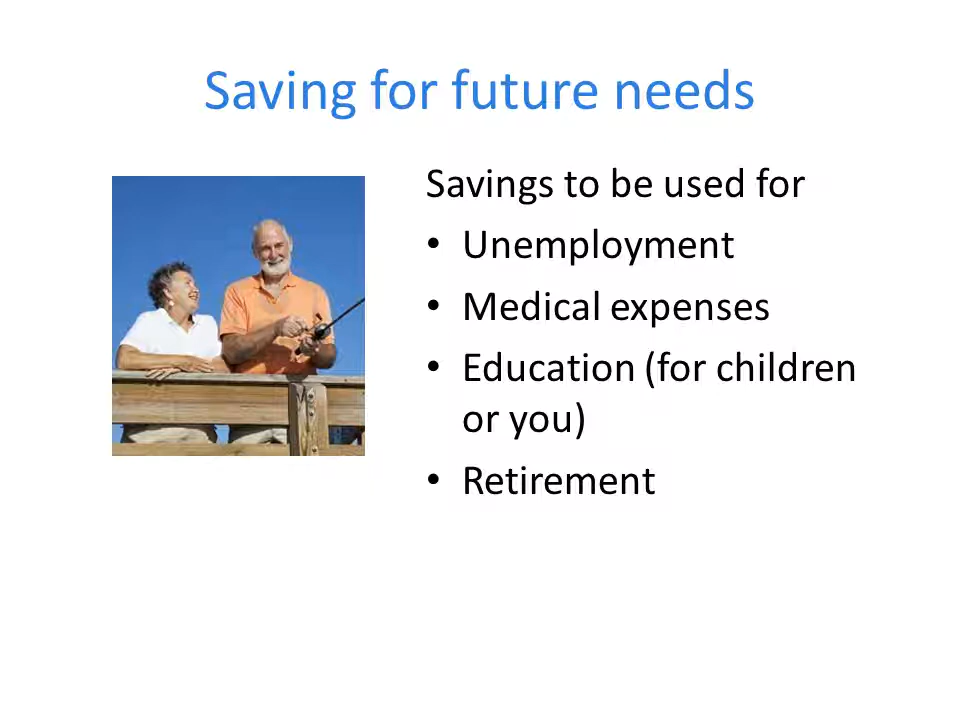 Saving for future needs
Savings to be used for
• Unemployment
• Medical expenses
• Education (for children
or you)
• Retirement